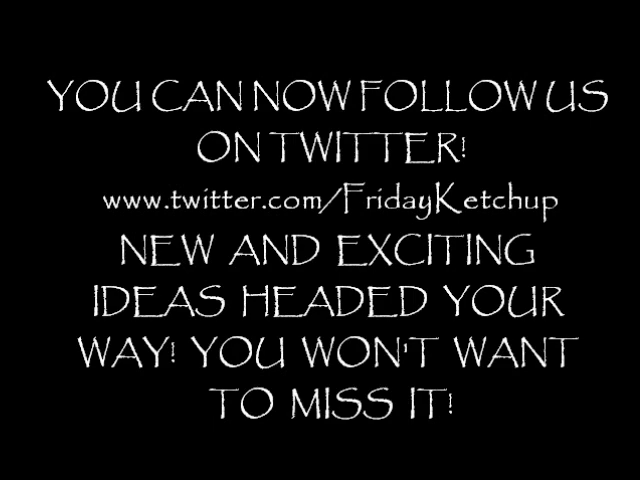 YOU CAN NOW FOLLOW US
ON TWITTER!
www.twitter.com/FridayKetchup
NEW AND EXCITING
IDEAS HEADED YOUR
WAY! YOU WON'T WANT
TO MISS IT!